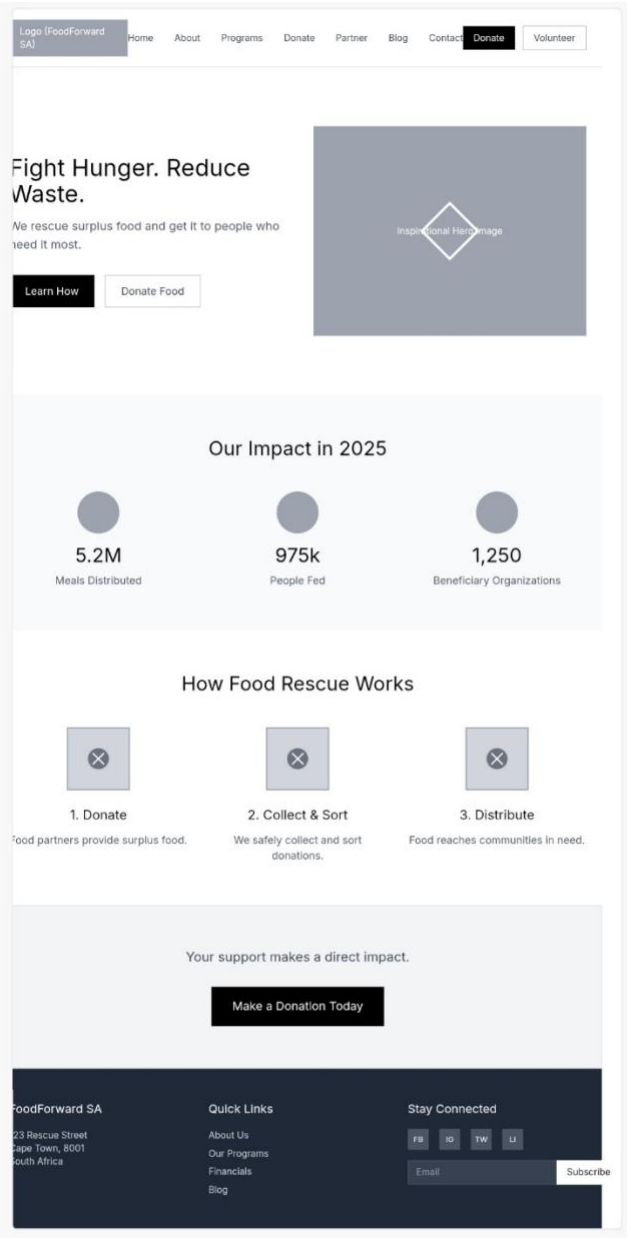 Logo (FoodForward
SA)
Home About Programs Donate Partner Blog Contact Donate Volunteer
Fight Hunger. Reduce
Waste.
We rescue surplus food and get it to people who
need it most.
Learn How Donate Food
Inspirational Hero Image
Our Impact in 2025
5.2M 975k 1,250
Meals Distributed People Fed Beneficiary Organizations
How Food Rescue Works
1. Donate 2. Collect & Sort 3. Distribute
Food partners provide surplus food. We safely collect and sort Food reaches communities in need.
donations.
Your support makes a direct impact.
Make a Donation Today
FoodForward SA Quick Links Stay Connected
23 Rescue Street About Us FB IG TW LI
Cape Town, 8001 Our Programs
South Africa Financials Email Subscribe
Blog